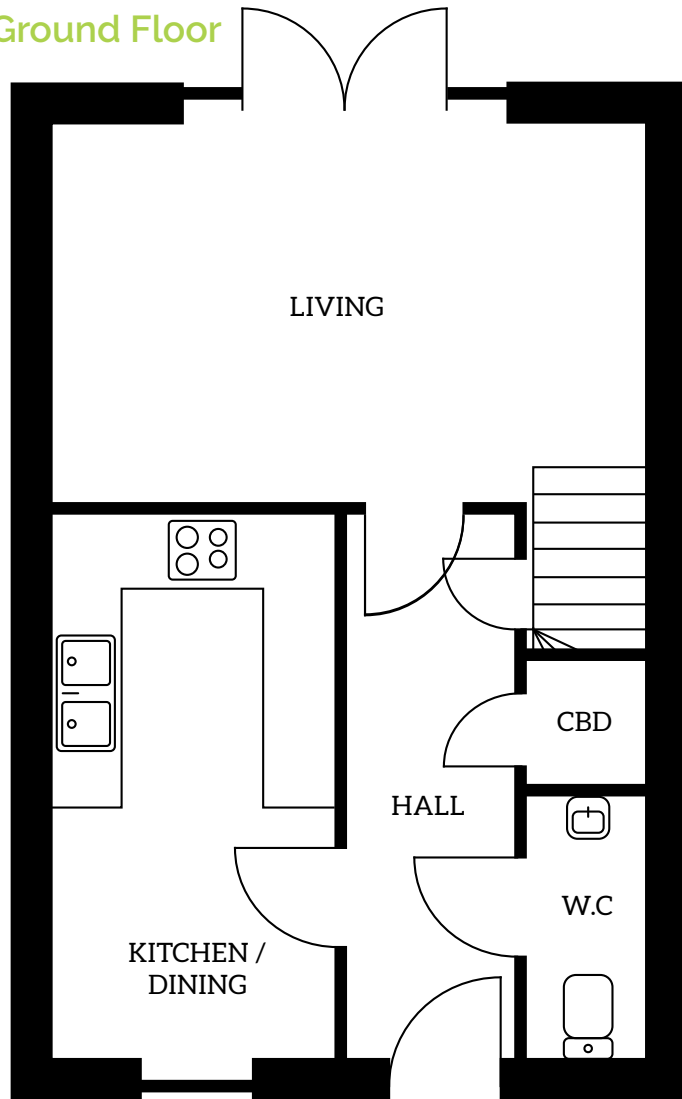 Ground Floor
LIVING
CBD
HALL
W.C
KITCHEN /
DINING